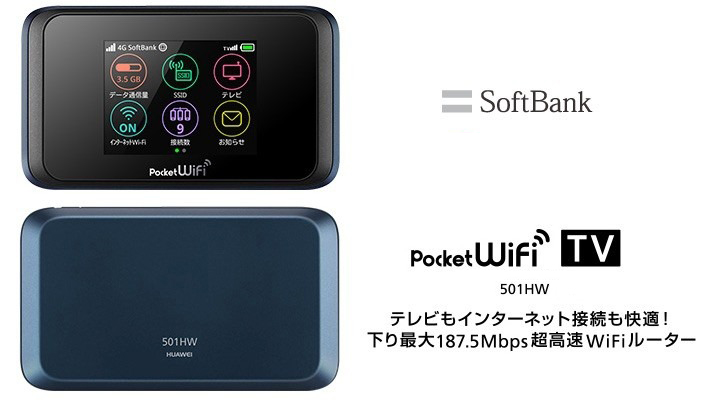 4G SoftBank
TV
3.5 GB
SSID
データ通信量
SSID
テレビ
ON
9
インターネットWi-Fi
接続数
お知らせ
Pocket WiFi
SoftBank
501HW
HUAWEI
Pocket WiFi TV
501HW
テレビもインターネット接続も快適！
下り最大187.5Mbps超高速WiFiルーター